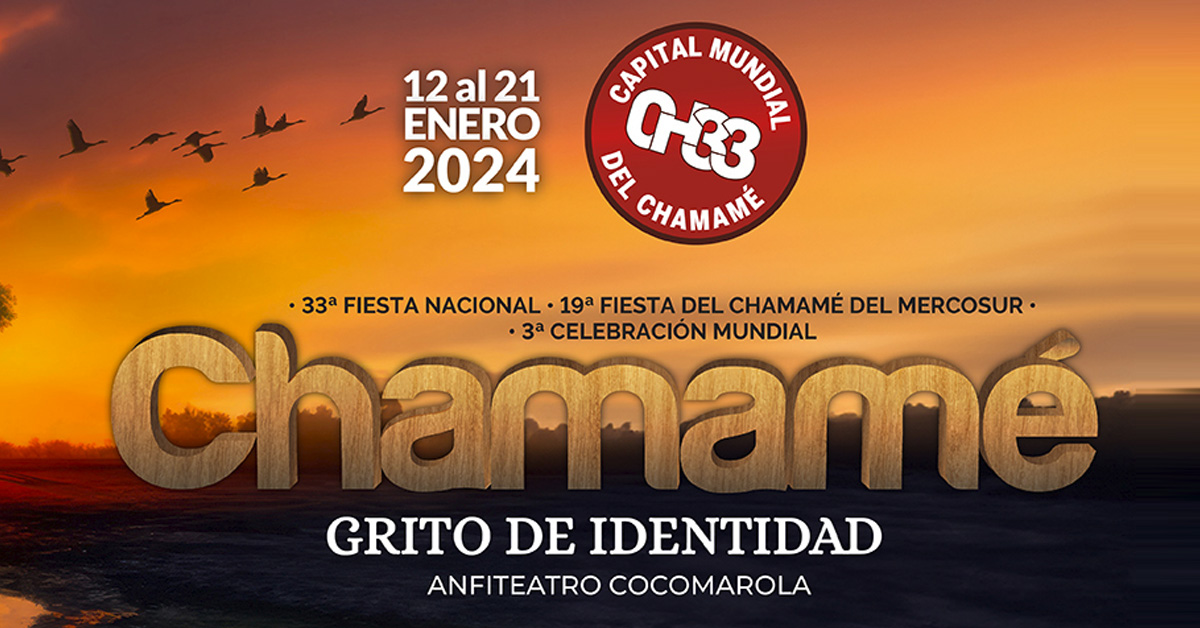 12 al 21
ENERO
2024
CAPITAL MUNDIAL
CH33
DEL CHAMAMÉ
• 33ª FIESTA NACIONAL • 19ª FIESTA DEL CHAMAMÉ DEL MERCOSUR •
• 3ª CELEBRACIÓN MUNDIAL
Chamamé
GRITO DE IDENTIDAD
ANFITEATRO COCOMAROLA